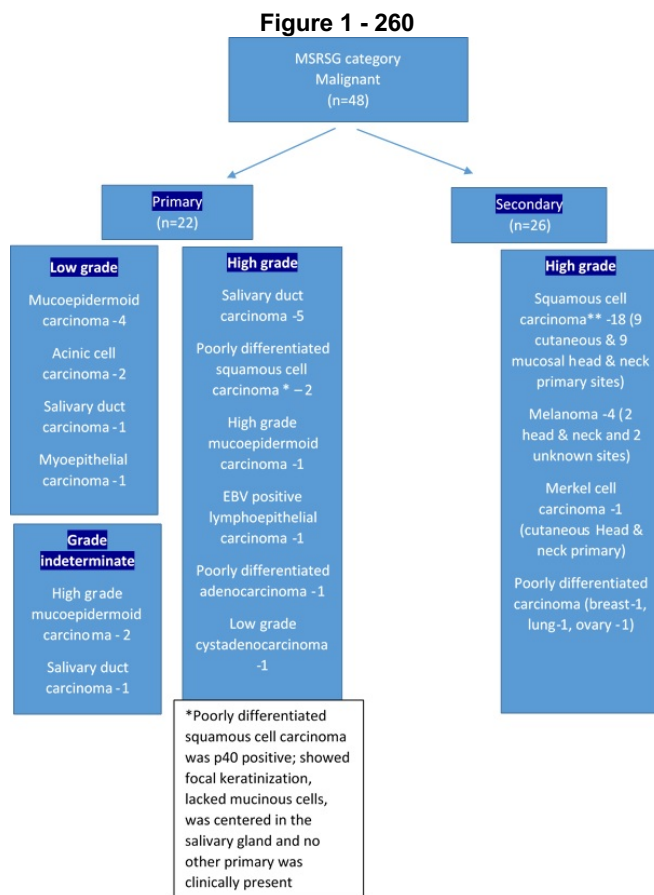 Figure 1 - 260
MSRSG category
Malignant
(n=48)
Primary
(n=22)
Secondary
(n=26)
Low grade
Mucoepidermoid
carcinoma -4
Acinic cell
carcinoma -2
Salivary duct
carcinoma -1
Myoepithelial
carcinoma -1
Grade
indeterminate
High grade
mucoepidermoid
carcinoma - 2
Salivary duct
carcinoma -1
High grade
Salivary duct
carcinoma -5
Poorly differentiated
squamous cell
carcinoma * – 2
High grade
mucoepidermoid
carcinoma -1
EBV positive
lymphoepithelial
carcinoma -1
Poorly differentiated
adenocarcinoma -1
Low grade
cystadenocarcinoma
-1
*Poorly differentiated
squamous cell carcinoma
was p40 positive; showed
focal keratinization,
lacked mucinous cells,
was centered in the
salivary gland and no
other primary was
clinically present
High grade
Squamous cell
carcinoma** -18 (9
cutaneous & 9
mucosal head & neck
primary sites)
Melanoma -4 (2
head & neck and 2
unknown sites)
Merkel cell
carcinoma -1
(cutaneous Head &
neck primary)
Poorly differentiated
carcinoma (breast-1,
lung-1, ovary -1)